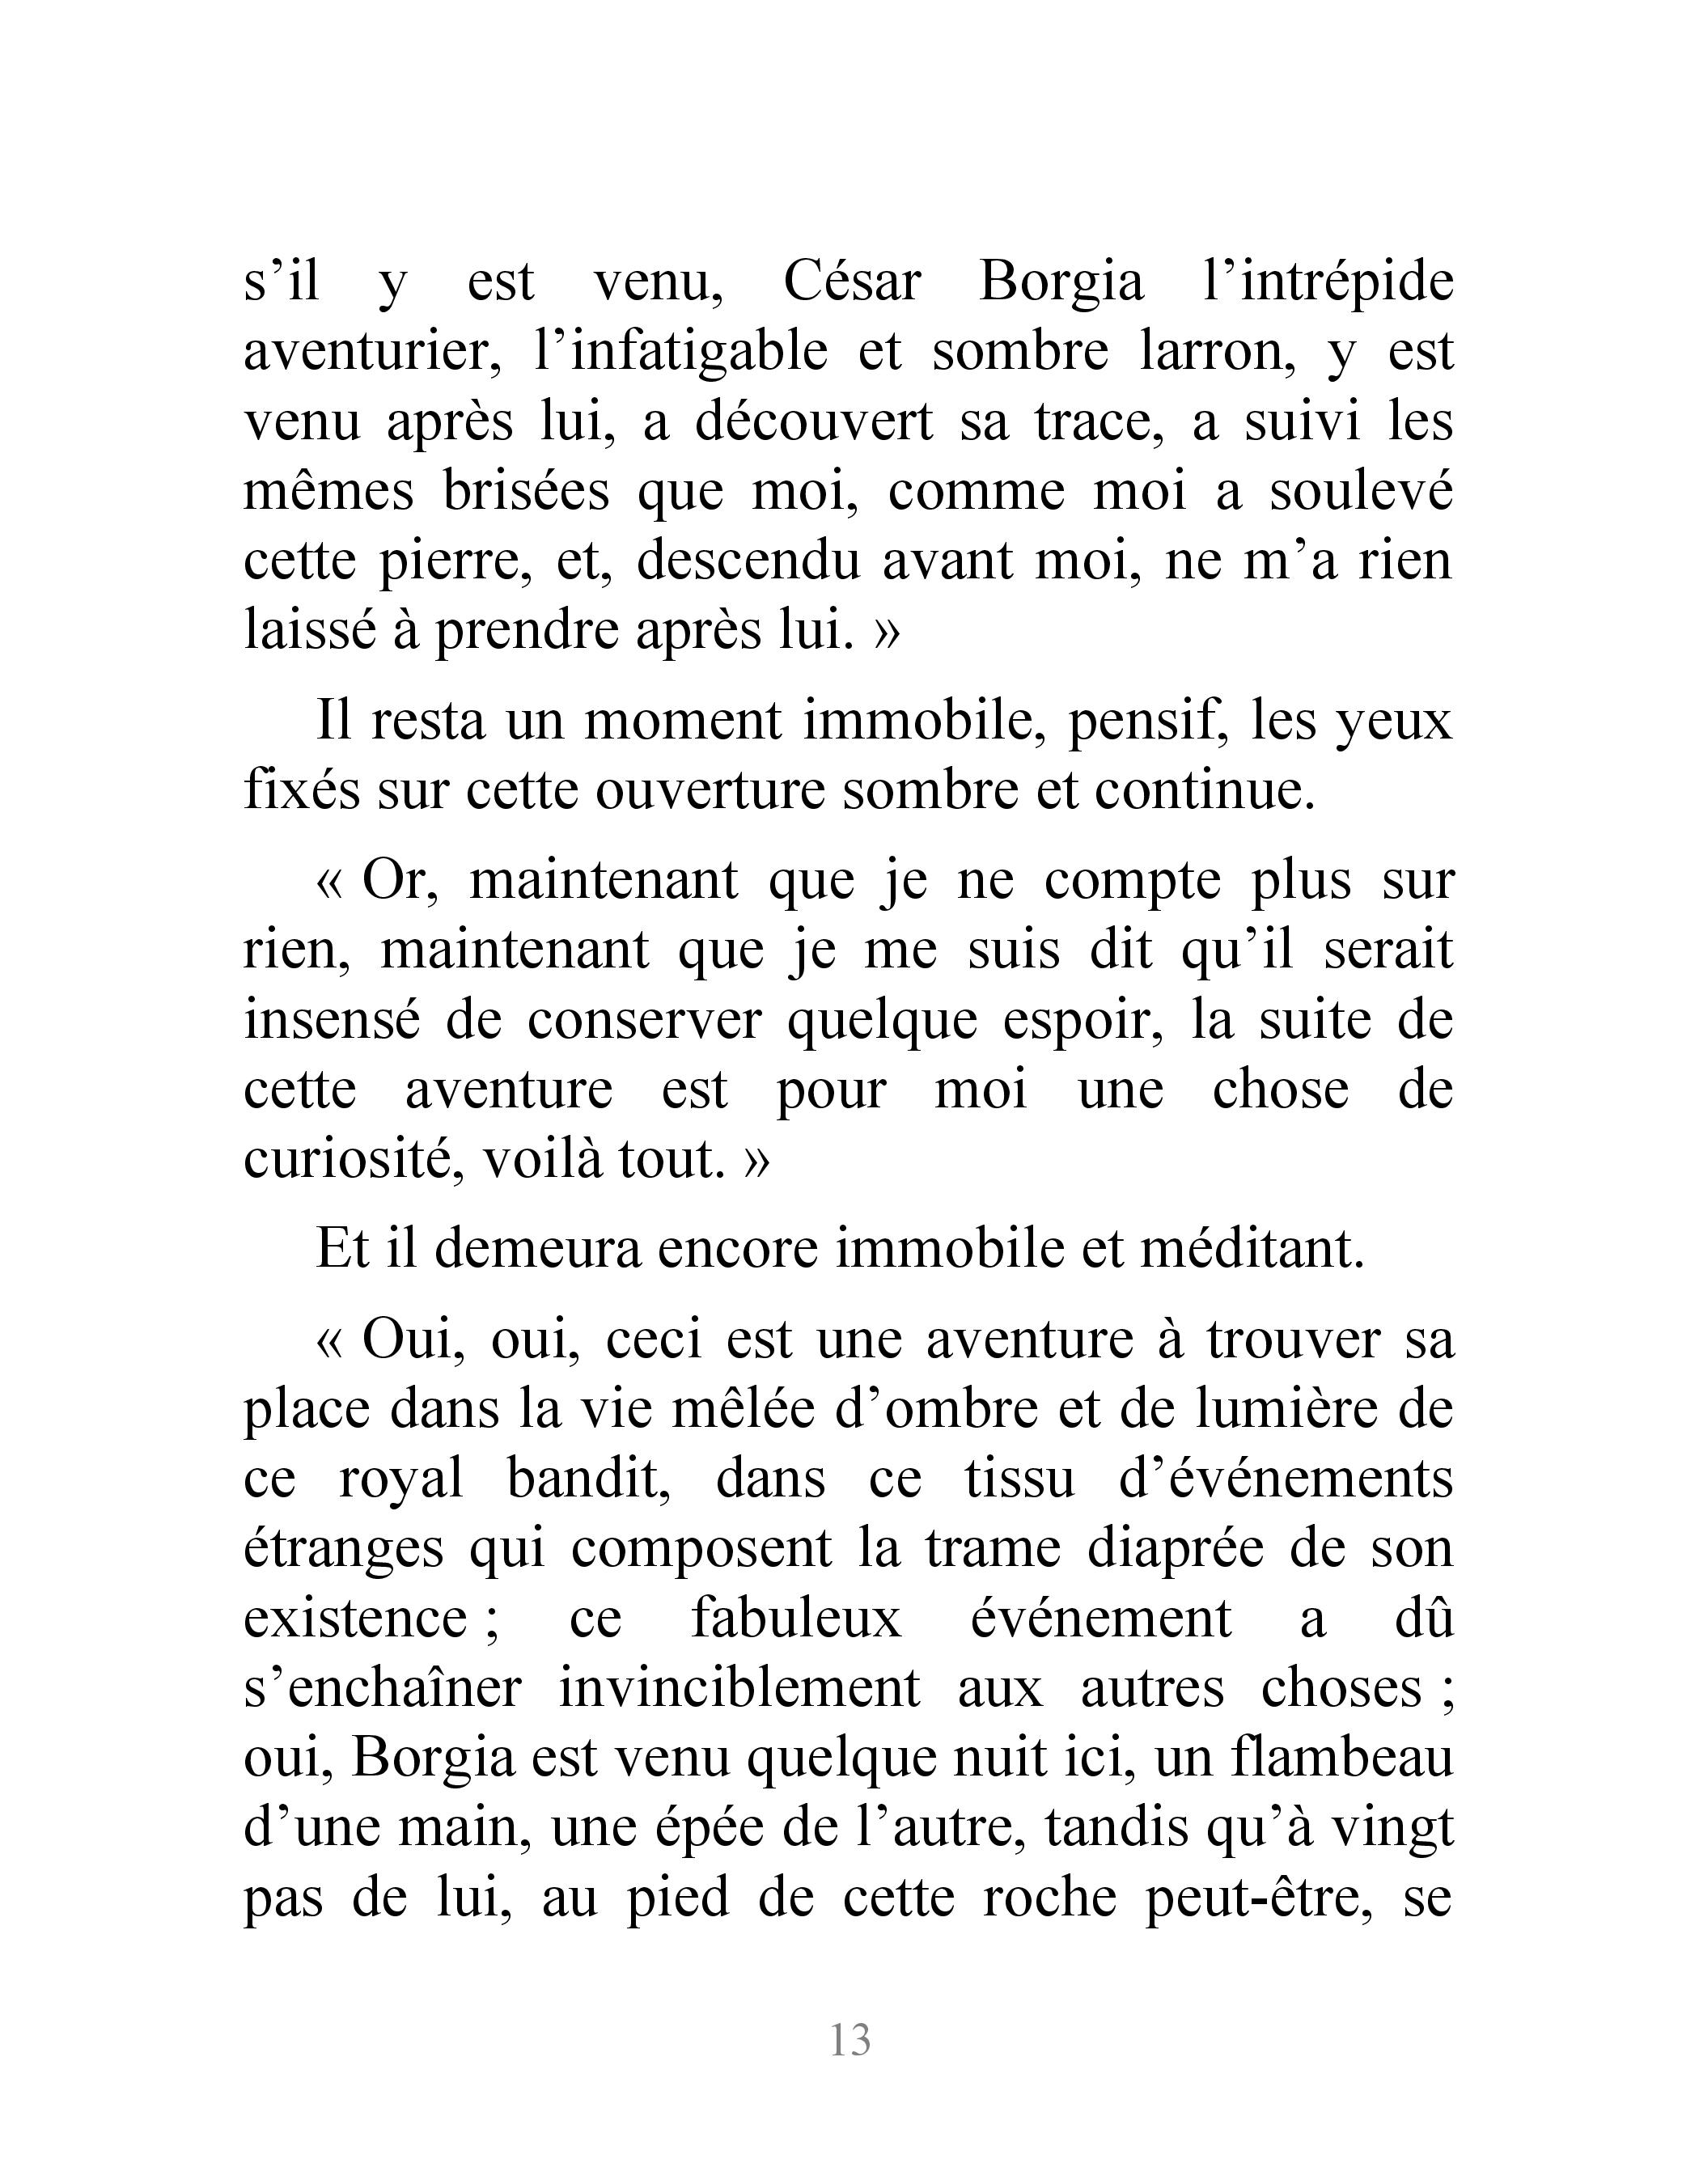 s’il y est venu, César Borgia l’intrépide
aventurier, l’infatigable et sombre larron, y est
venu après lui, a découvert sa trace, a suivi les
mêmes brisées que moi, comme moi a soulevé
cette pierre, et, descendu avant moi, ne m’a rien
laissé à prendre après lui. »
Il resta un moment immobile, pensif, les yeux
fixés sur cette ouverture sombre et continue.
« Or, maintenant que je ne compte plus sur
rien, maintenant que je me suis dit qu’il serait
insensé de conserver quelque espoir, la suite de
cette aventure est pour moi une chose de
curiosité, voilà tout. »
Et il demeura encore immobile et méditant.
« Oui, oui, ceci est une aventure à trouver sa
place dans la vie mêlée d’ombre et de lumière de
ce royal bandit, dans ce tissu d’événements
étranges qui composent la trame diaprée de son
existence ; ce fabuleux événement a dû
s’enchaîner invinciblement aux autres choses ;
oui, Borgia est venu quelque nuit ici, un flambeau
d’une main, une épée de l’autre, tandis qu’à vingt
pas de lui, au pied de cette roche peut-être, se
13